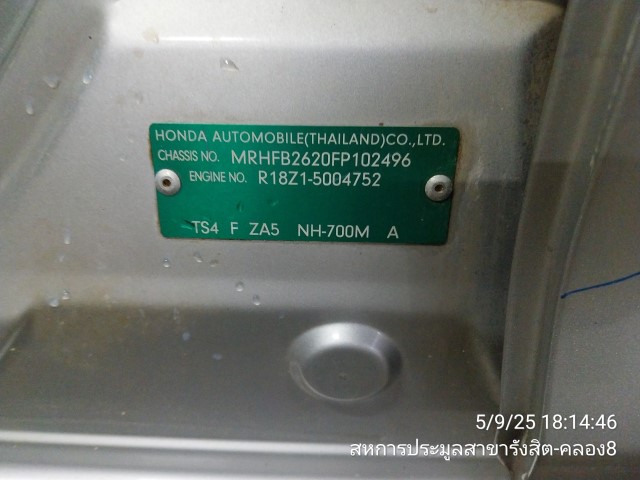 HONDA AUTOMOBILE(THAILAND)CO.,LTD.
CHASSIS NO. MRHFB2620FP102496
ENGINE NO. R18Z1-5004752
TS4 F ZA5 NH-700M A
5/9/25 18:14:46
สหการประมูลสาขารังสิต-คลอง8